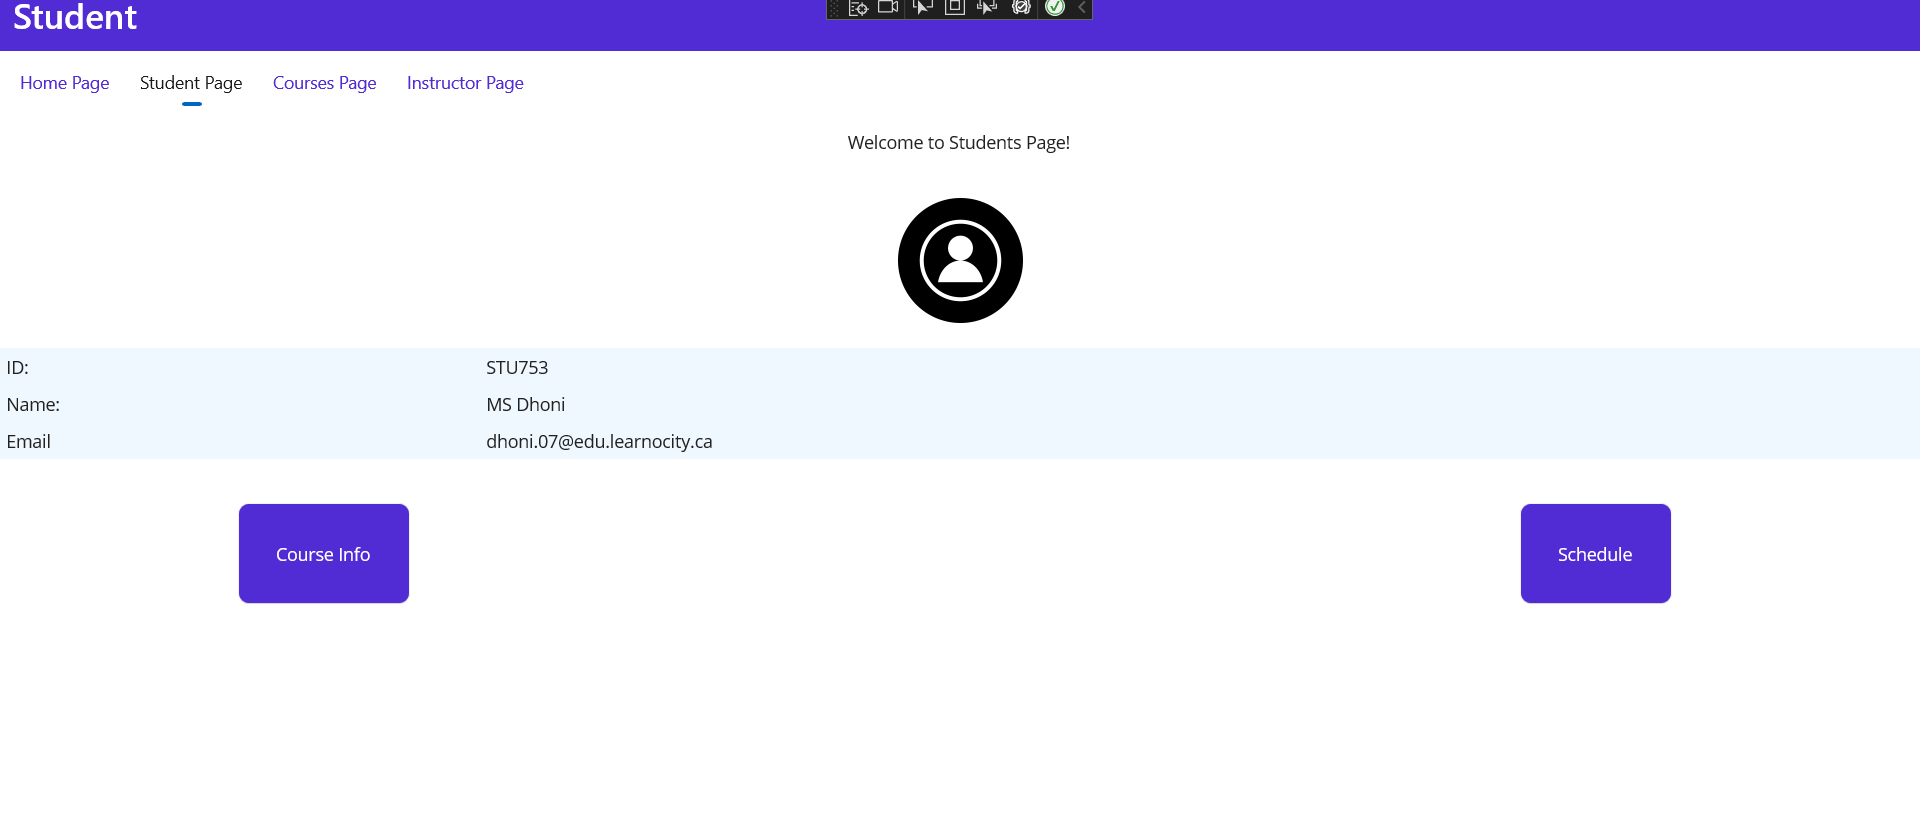 Student
Home Page Student Page Courses Page Instructor Page
Welcome to Students Page!
ID: STU753
Name: MS Dhoni
Email dhoni.07@edu.learnocity.ca
Course Info Schedule